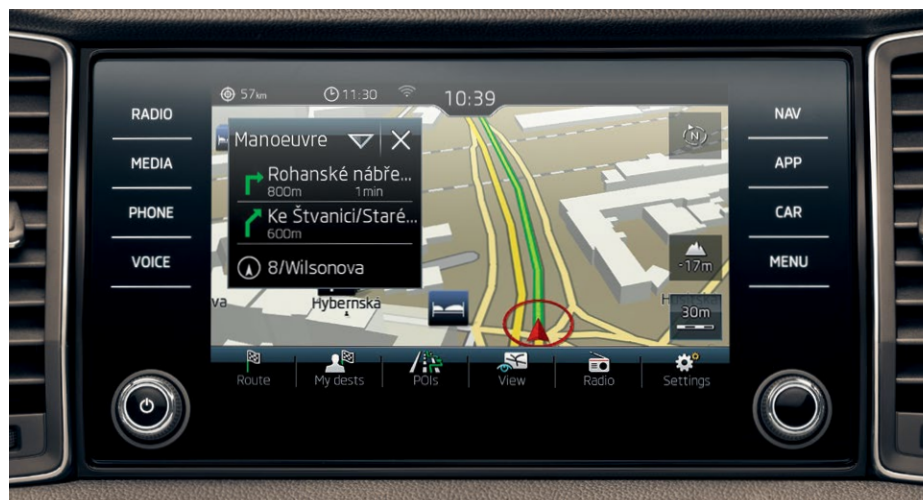 RADIO
MEDIA
PHONE
VOICE
57km
11:30
10:39
Manoeuvre
Rohanské nábře...
800m 1min
Ke Štvanici/Staré...
600m
8/Wilsonova
va
Hybernská
N
-17m
30m
Route
My dests
POIs
View
Radio
Settings
NAV
APP
CAR
MENU